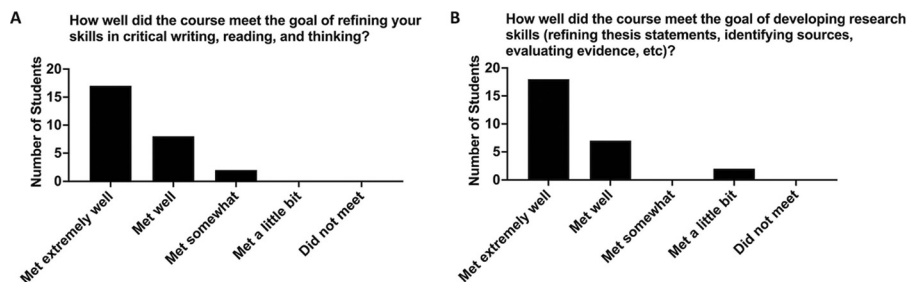 A
How well did the course meet the goal of refining your
skills in critical writing, reading, and thinking?
Number of Students
20
15
10
5
0
Met extremely well
Met well
Met somewhat
Met a little bit
Did not meet
B
How well did the course meet the goal of developing research
skills (refining thesis statements, identifying sources,
evaluating evidence, etc)?
Number of Students
20
15
10
5
0
Met extremely well
Met well
Met somewhat
Met a little bit
Did not meet